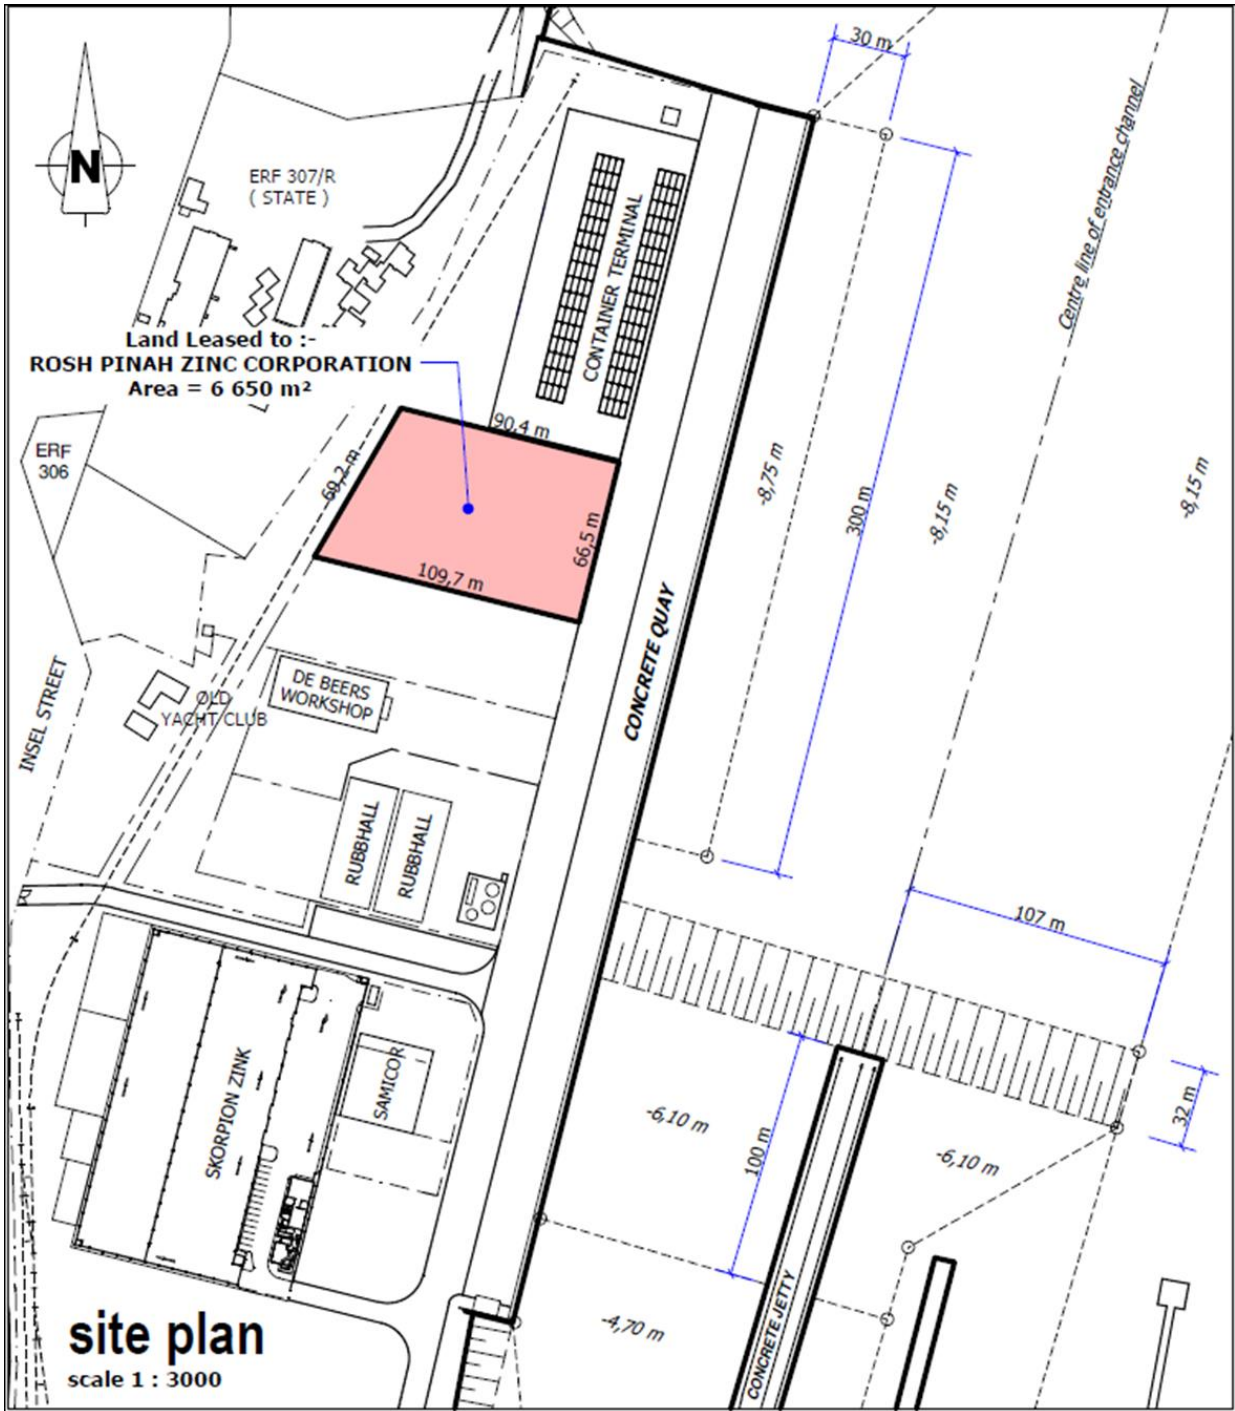 30 m
Centre line of entrance channel
N
ERF 307/R
( STATE )
CONTAINER TERMINAL
Land Leased to :-
ROSH PINAH ZINC CORPORATION
Area = 6 650 m²
90,4 m
ERF
306
69,2 m
-8,75 m
300 m
-8,15 m
-8,15 m
66,5 m
109,7 m
CONCRETE QUAY
INSEL STREET
DE BEERS
WORKSHOP
OLD
YACHT CLUB
RUBBHALL
RUBBHALL
107 m
SKORPION ZINK
SAMICOR
-6,10 m
100 m
32 m
-6,10 m
CONCRETE JETTY
-4,70 m
site plan
scale 1 : 3000